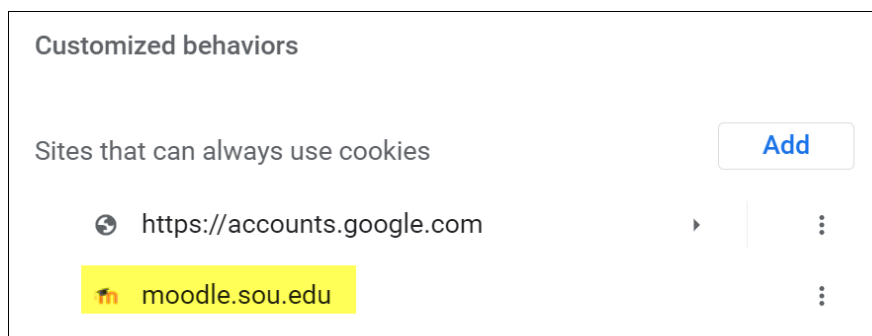 Customized behaviors
Sites that can always use cookies
Add
https://accounts.google.com
moodle.sou.edu